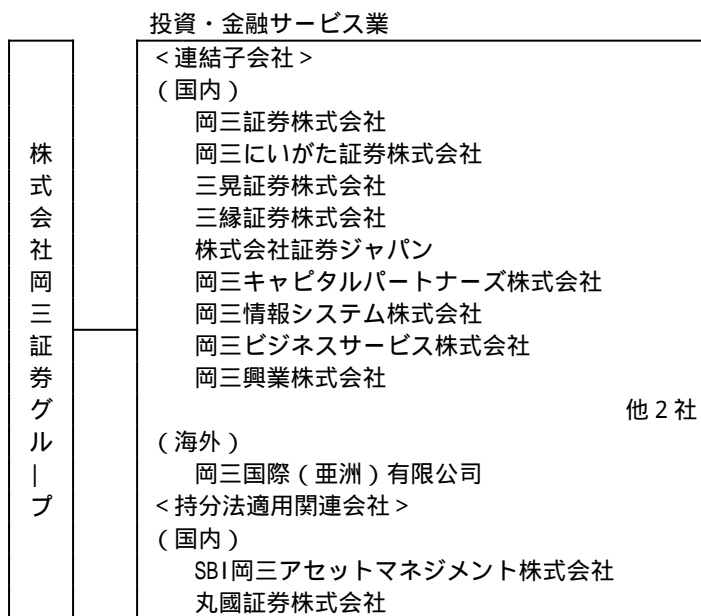 投資・金融サービス業
株式会社岡三証券グループ
＜連結子会社＞
（国内）
岡三証券株式会社
岡三にいがた証券株式会社
三晃証券株式会社
三縁証券株式会社
株式会社証券ジャパン
岡三キャピタルパートナーズ株式会社
岡三情報システム株式会社
岡三ビジネスサービス株式会社
岡三興業株式会社
他２社
（海外）
岡三国際（亜洲）有限公司
＜持分法適用関連会社＞
（国内）
SBI岡三アセットマネジメント株式会社
丸國証券株式会社